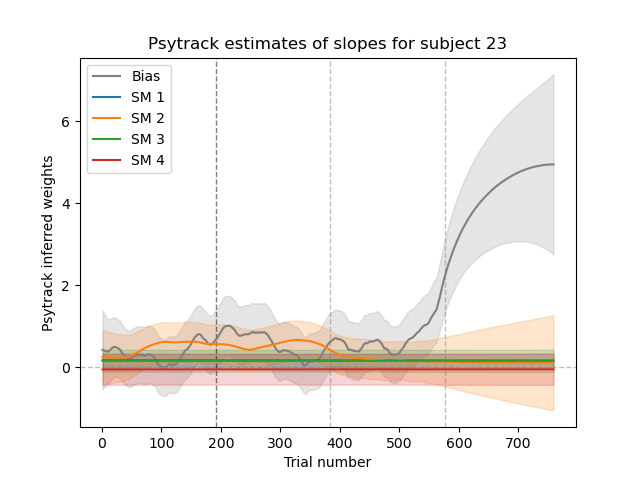 Psytrack estimates of slopes for subject 23
Bias
SM 1
SM 2
SM 3
SM 4
Psytrack inferred weights
6
4
2
0
0 100 200 300 400 500 600 700
Trial number